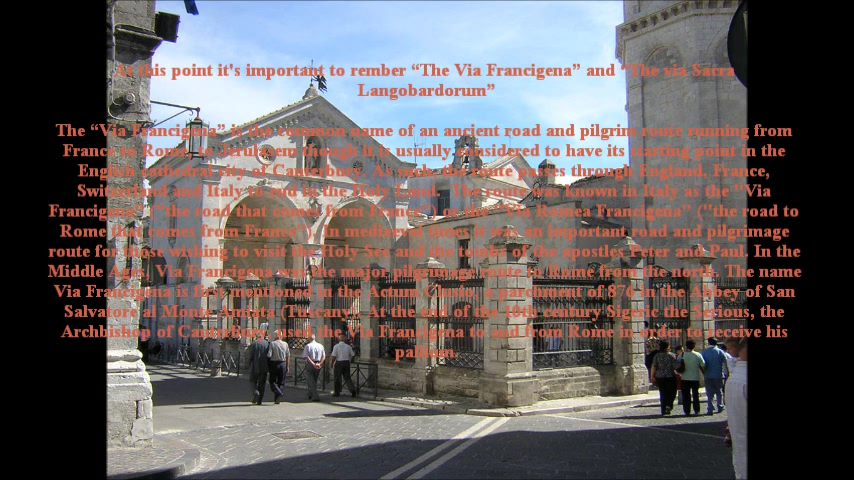 At this point it's important to rember “The Via Francigena” and “The via Sacra
Langobardorum”
The “Via Francigena” is the common name of an ancient road and pilgrim route running from
France to Rome, to Jerulasem though it is usually considered to have its starting point in the
English cathedral city of Canterbury. As such, the route passes through England, France,
Switzerland and Italy to end in the Holy Land. The route was known in Italy as the "Via
Francigena" ("the road that comes from France") or the "Via Romea Francigena" ("the road to
Rome that comes from France"). In mediaeval times it was an important road and pilgrimage
route for those wishing to visit the Holy See and the tombs of the apostles Peter and Paul. In the
Middle Ages, Via Francigena was the major pilgrimage route to Rome from the north. The name
Via Francigena is first mentioned in the Actum Clusio, a parchment of 876 in the Abbey of San
Salvatore al Monte Amiata (Tuscany). At the end of the 10th century Sigeric the Serious, the
Archbishop of Canterbury, used the Via Francigena to and from Rome in order to receive his
pallium.